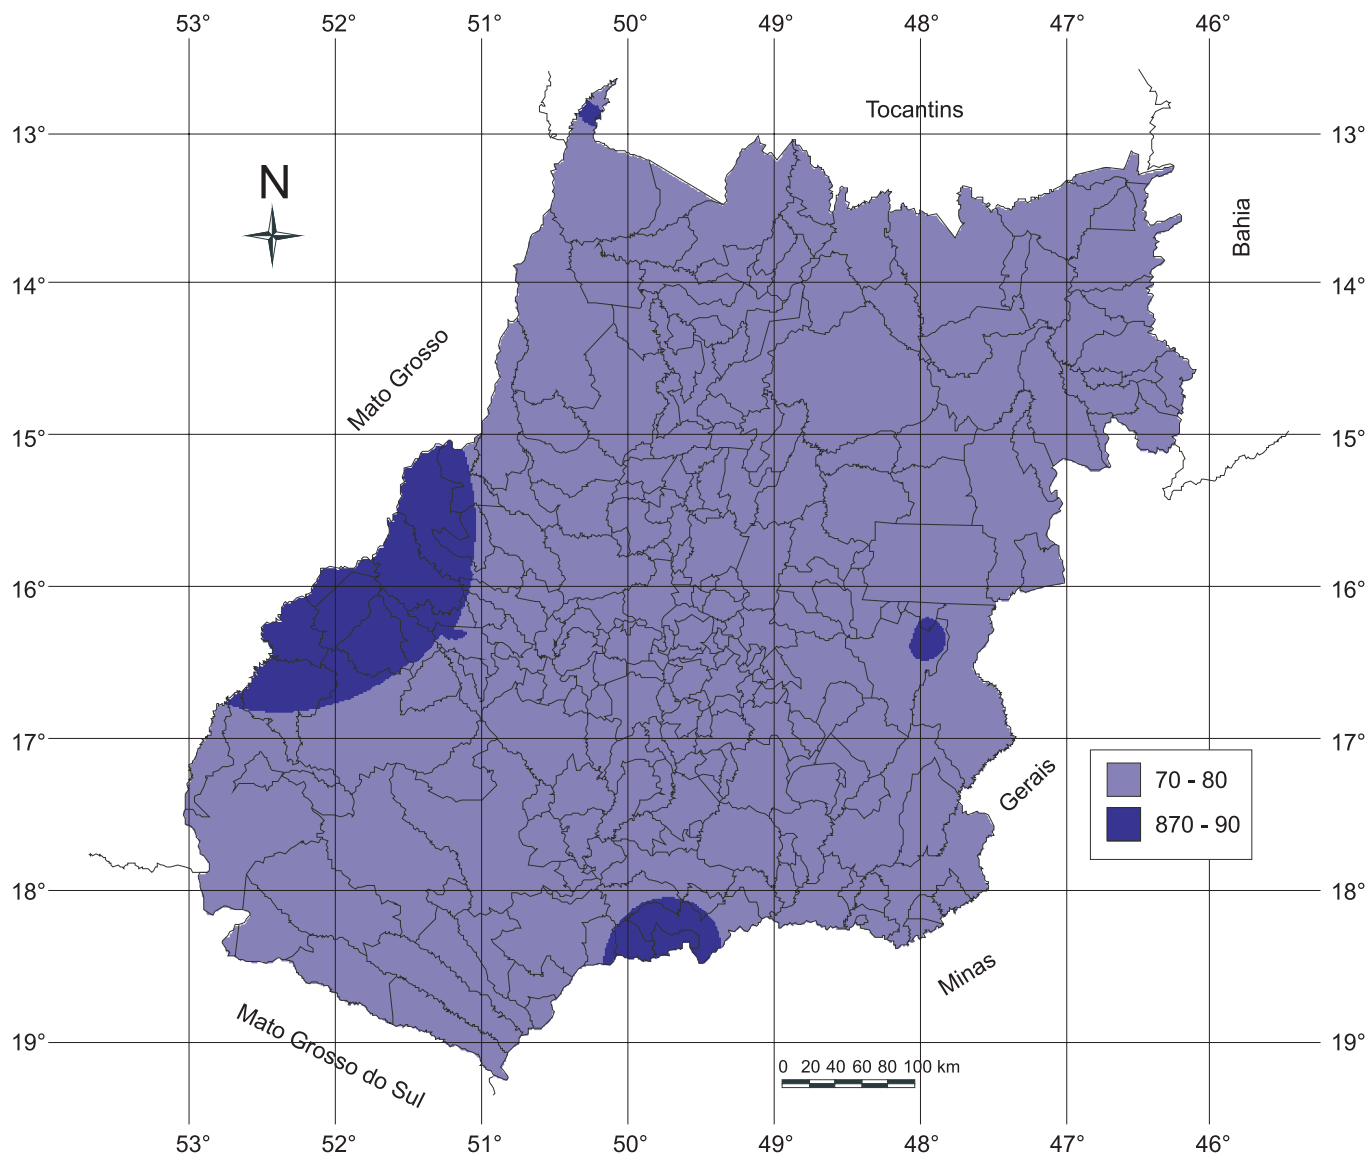 53° 52° 51° 50° 49° 48° 47° 46°
Tocantins
13° 13°
N
Bahia
14° 14°
Mato Grosso
15° 15°
16° 16°
17° 17°
Gerais
70 - 80
870 - 90
18° 18°
Minas
Mato Grosso do Sul
19° 19°
0 20 40 60 80 100 km
53° 52° 51° 50° 49° 48° 47° 46°